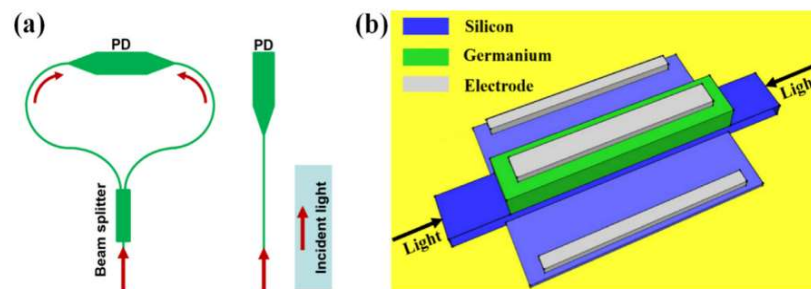 (a)
PD
PD
Beam splitter
Incident light
(b)
Silicon
Germanium
Electrode
Light
Light